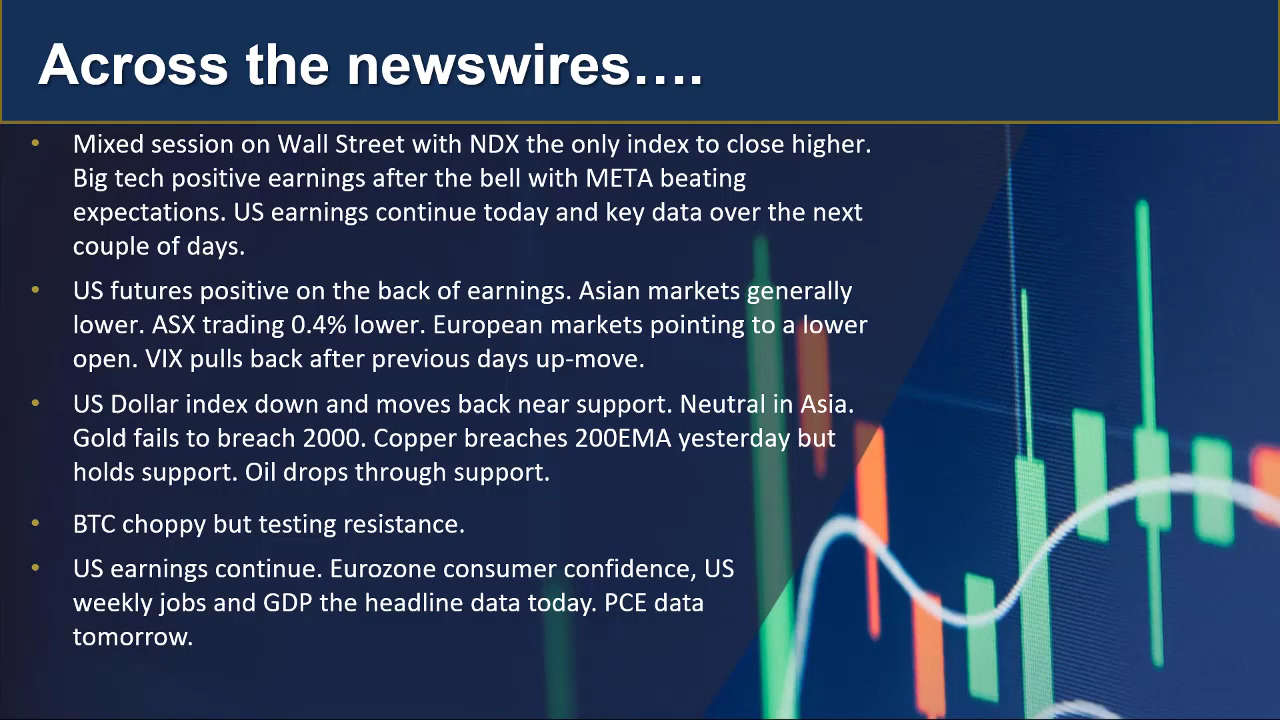 Across the newswires....
• Mixed session on Wall Street with NDX the only index to close higher.
Big tech positive earnings after the bell with META beating
expectations. US earnings continue today and key data over the next
couple of days.
• US futures positive on the back of earnings. Asian markets generally
lower. ASX trading 0.4% lower. European markets pointing to a lower
open. VIX pulls back after previous days up-move.
• US Dollar index down and moves back near support. Neutral in Asia.
Gold fails to breach 2000. Copper breaches 200EMA yesterday but
holds support. Oil drops through support.
• BTC choppy but testing resistance.
• US earnings continue. Eurozone consumer confidence, US
weekly jobs and GDP the headline data today. PCE data
tomorrow.